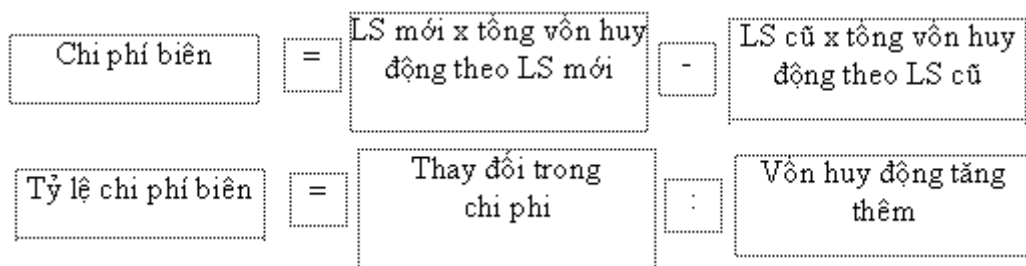 Chi phí biên = LS mới x tổng vốn huy động theo LS mới - LS cũ x tổng vốn huy động theo LS cũ
Tỷ lệ chi phí biên = Thay đổi trong chi phi : Vốn huy động tăng thêm